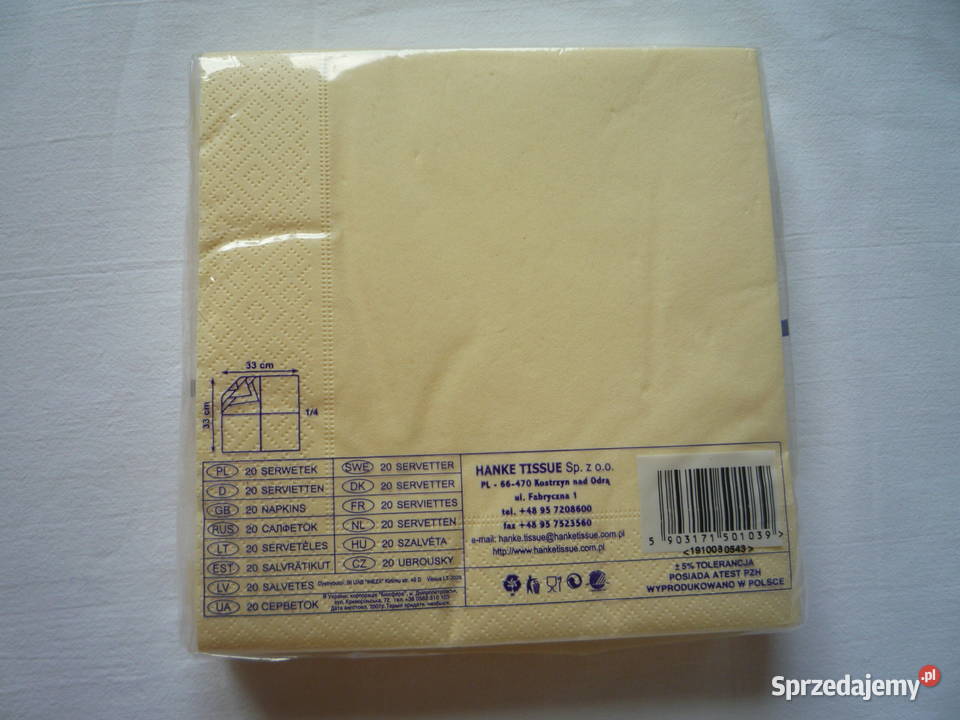 33 cm
33 cm
1/4
PL 20 SERWETEK
D 20 SERVIETTEN
GB 20 NAPKINS
RUS 20 САЛФЕТОК
LT 20 SERVETĖLES
EST 20 SALVRÄTIKUT
LV 20 SALVETES
UA 20 СЕРВЕТОК
SWE 20 SERVETTER
DK 20 SERVETTER
FR 20 SERVIETTES
NL 20 SERVETTEN
HU 20 SZALVÉTA
CZ 20 UBROUSKY
HANKE TISSUE Sp. z o.o.
PL - 66-470 Kostrzyn nad Odrą
ul. Fabryczna 1
tel. +48 95 7208600
fax +48 95 7523560
e-mail: hanke.tissue@hanketissue.com.pl
http://www.hanketissue.com.pl
5 903171 501039 >
<1910080543>
±5% TOLERANCJA
POSIADA ATEST PZH
WYPRODUKOWANO W POLSCE
Sprzedajemy.pl